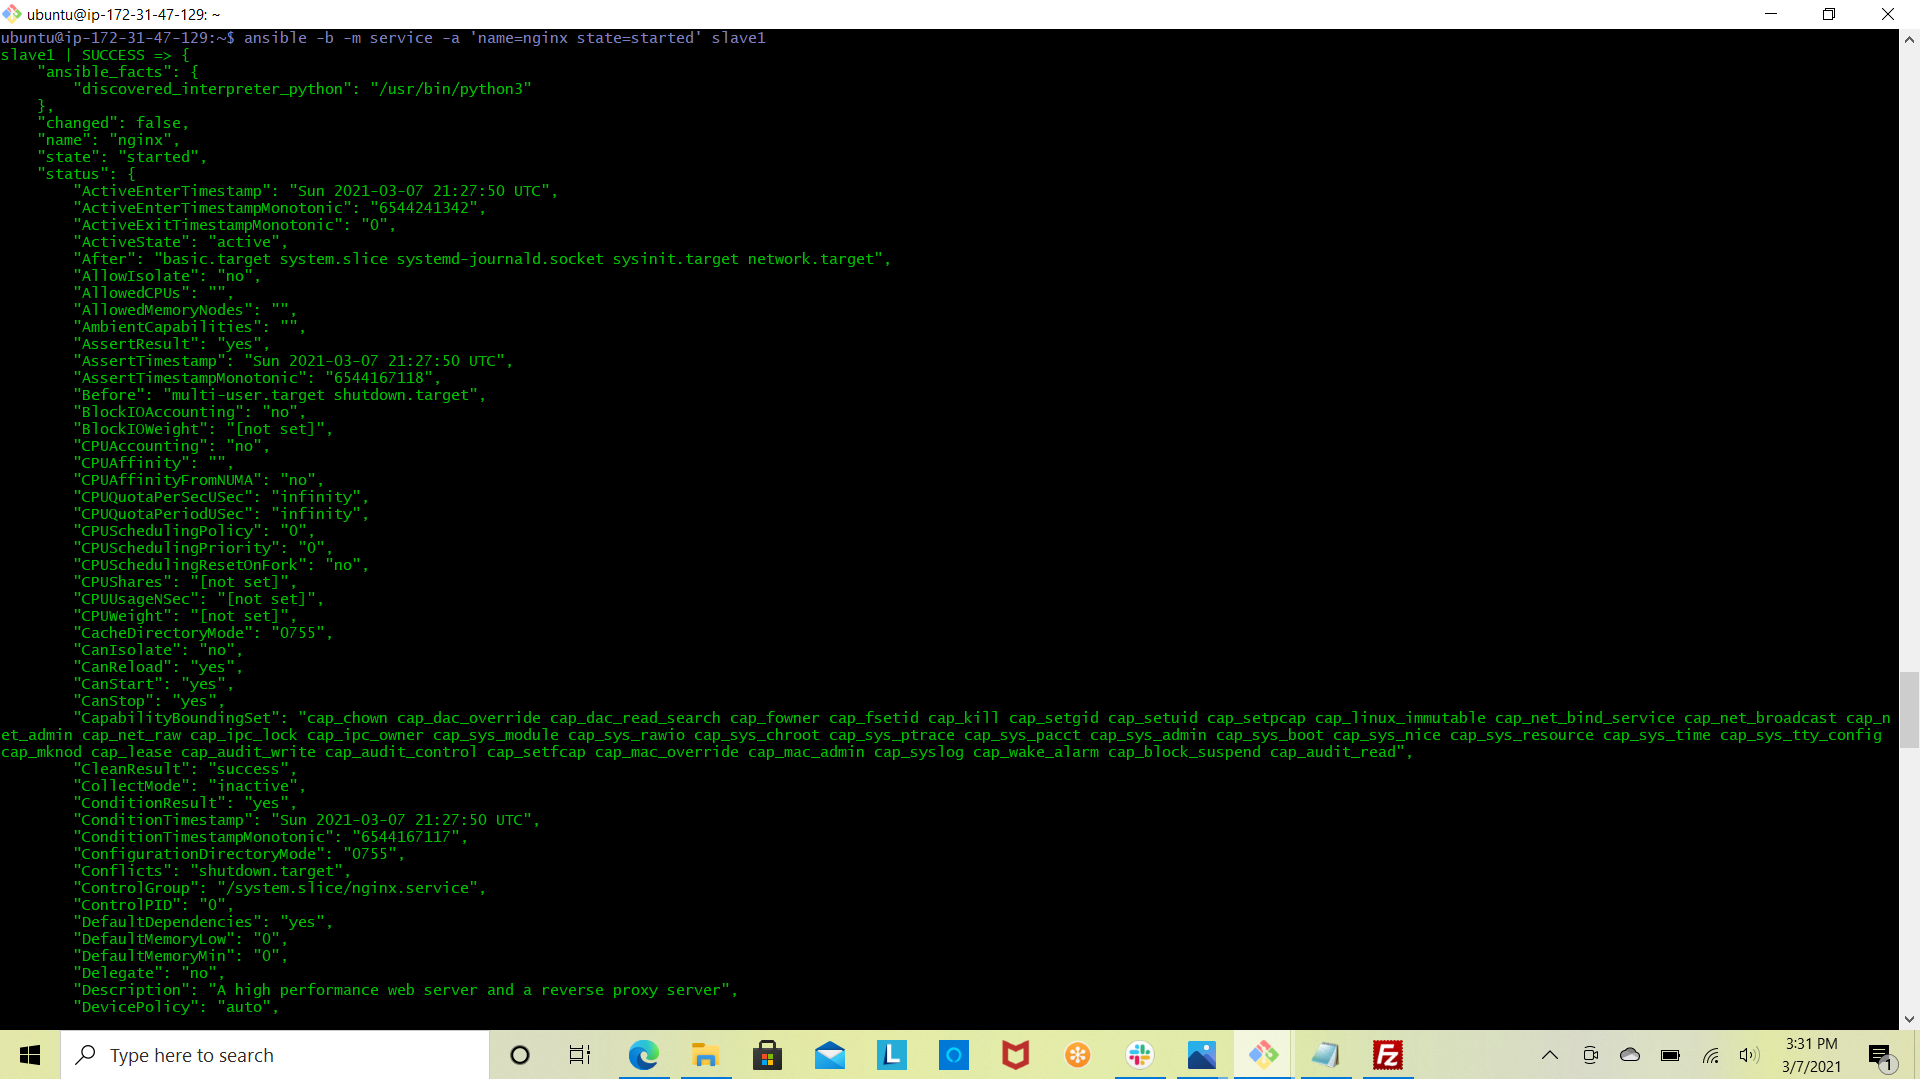 ubuntu@ip-172-31-47-129: ~
ubuntu@ip-172-31-47-129:~$ ansible -b -m service -a 'name=nginx state=started' slave1
slave1 | SUCCESS => {
    "ansible_facts": {
        "discovered_interpreter_python": "/usr/bin/python3"
    },
    "changed": false,
    "name": "nginx",
    "state": "started",
    "status": {
        "ActiveEnterTimestamp": "Sun 2021-03-07 21:27:50 UTC",
        "ActiveEnterTimestampMonotonic": "6544241342",
        "ActiveExitTimestampMonotonic": "0",
        "ActiveState": "active",
        "After": "basic.target system.slice systemd-journald.socket sysinit.target network.target",
        "AllowIsolate": "no",
        "AllowedCPUs": "",
        "AllowedMemoryNodes": "",
        "AmbientCapabilities": "",
        "AssertResult": "yes",
        "AssertTimestamp": "Sun 2021-03-07 21:27:50 UTC",
        "AssertTimestampMonotonic": "6544167118",
        "Before": "multi-user.target shutdown.target",
        "BlockIOAccounting": "no",
        "BlockIOWeight": "[not set]",
        "CPUAccounting": "no",
        "CPUAffinity": "",
        "CPUAffinityFromNUMA": "no",
        "CPUQuotaPerSecUSec": "infinity",
        "CPUQuotaPeriodUSec": "infinity",
        "CPUSchedulingPolicy": "0",
        "CPUSchedulingPriority": "0",
        "CPUSchedulingResetOnFork": "no",
        "CPUShares": "[not set]",
        "CPUUsageNSec": "[not set]",
        "CPUWeight": "[not set]",
        "CacheDirectoryMode": "0755",
        "CanIsolate": "no",
        "CanReload": "yes",
        "CanStart": "yes",
        "CanStop": "yes",
        "CapabilityBoundingSet": "cap_chown cap_dac_override cap_dac_read_search cap_fowner cap_fsetid cap_kill cap_setgid cap_setuid cap_setpcap cap_linux_immutable cap_net_bind_service cap_net_broadcast cap_n
et_admin cap_net_raw cap_ipc_lock cap_ipc_owner cap_sys_module cap_sys_rawio cap_sys_chroot cap_sys_ptrace cap_sys_pacct cap_sys_admin cap_sys_boot cap_sys_nice cap_sys_resource cap_sys_time cap_sys_tty_config
cap_mknod cap_lease cap_audit_write cap_audit_control cap_setfcap cap_mac_override cap_mac_admin cap_syslog cap_wake_alarm cap_block_suspend cap_audit_read",
        "CleanResult": "success",
        "CollectMode": "inactive",
        "ConditionResult": "yes",
        "ConditionTimestamp": "Sun 2021-03-07 21:27:50 UTC",
        "ConditionTimestampMonotonic": "6544167117",
        "ConfigurationDirectoryMode": "0755",
        "Conflicts": "shutdown.target",
        "ControlGroup": "/system.slice/nginx.service",
        "ControlPID": "0",
        "DefaultDependencies": "yes",
        "DefaultMemoryLow": "0",
        "DefaultMemoryMin": "0",
        "Delegate": "no",
        "Description": "A high performance web server and a reverse proxy server",
        "DevicePolicy": "auto",
Type here to search
L
Fz
3:31 PM
3/7/2021
1